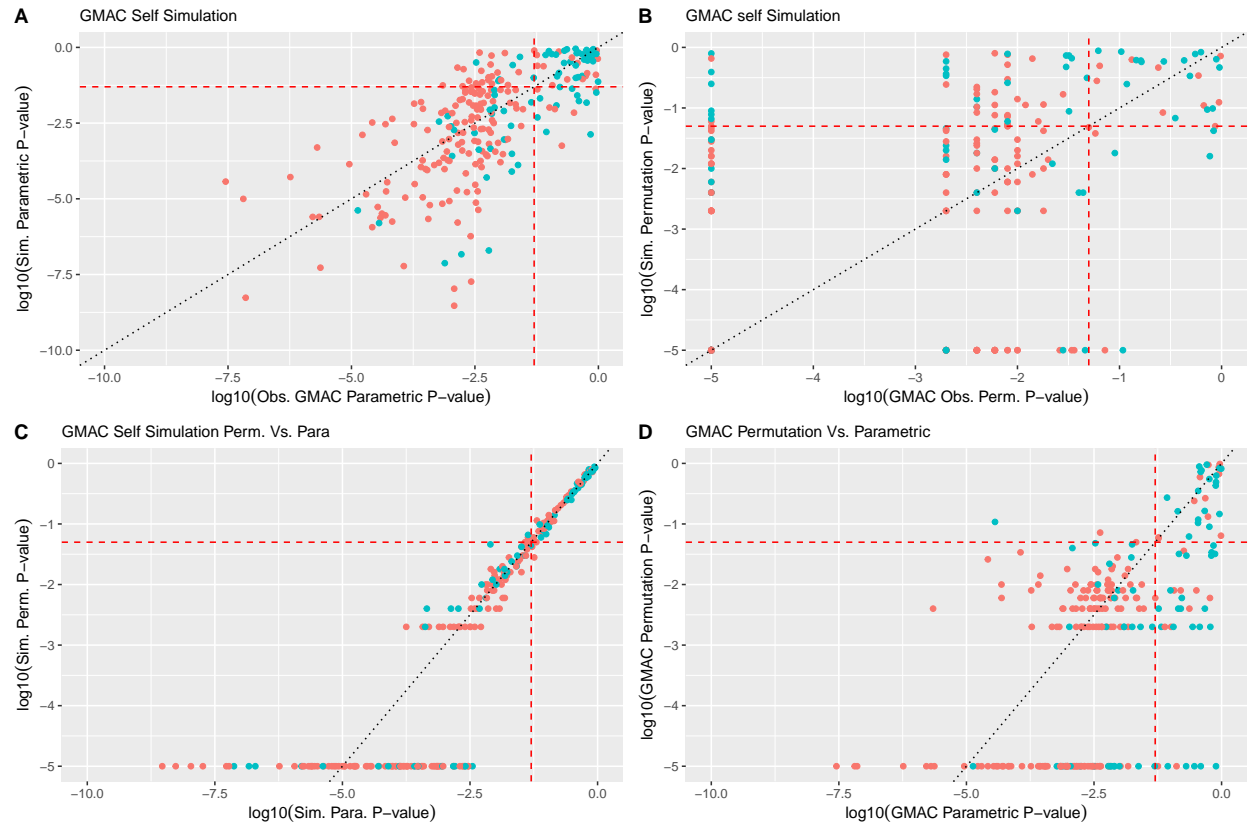 A
GMAC Self Simulation
0.0
−2.5
−5.0
−7.5
−10.0
log10(Sim. Parametric P-value)
−10.0 −7.5 −5.0 −2.5 0.0
log10(Obs. GMAC Parametric P-value)
B
GMAC self Simulation
0
−1
−2
−3
−4
−5
log10(Sim. Permutation P-value)
−5 −4 −3 −2 −1 0
log10(GMAC Obs. Perm. P-value)
C
GMAC Self Simulation Perm. Vs. Para
0
−1
−2
−3
−4
−5
log10(Sim. Perm. P-value)
−10.0 −7.5 −5.0 −2.5 0.0
log10(Sim. Para. P-value)
D
GMAC Permutation Vs. Parametric
0
−1
−2
−3
−4
−5
log10(GMAC Permutation P-value)
−10.0 −7.5 −5.0 −2.5 0.0
log10(GMAC Parametric P-value)